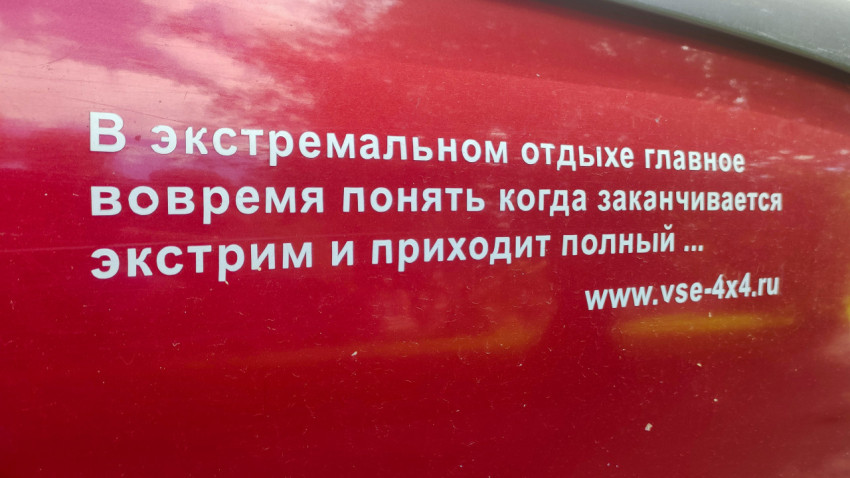 В экстремальном отдыхе главное
вовремя понять когда заканчивается
экстрим и приходит полный ...
www.vse-4x4.ru